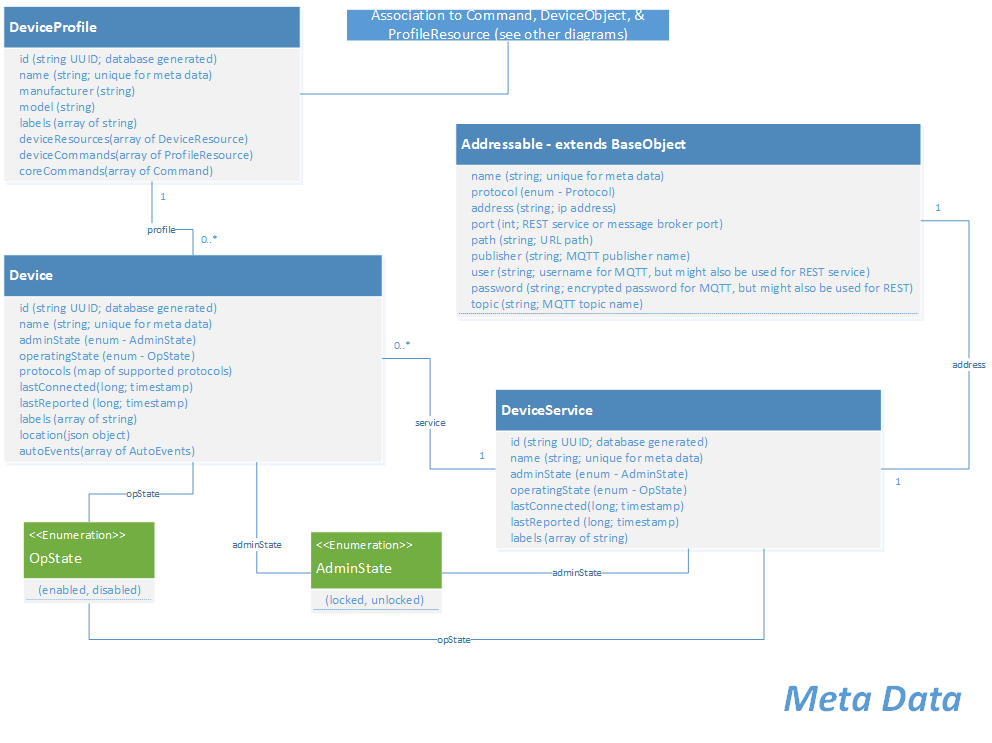 DeviceProfile
id (string UUID; database generated)
name (string; unique for meta data)
manufacturer (string)
model (string)
labels (array of string)
deviceResources(array of DeviceResource)
deviceCommands(array of ProfileResource)
coreCommands(array of Command)
Association to Command, DeviceObject, &
ProfileResource (see other diagrams)
Addressable - extends BaseObject
name (string; unique for meta data)
protocol (enum - Protocol)
address (string; ip address)
port (int; REST service or message broker port)
path (string; URL path)
publisher (string; MQTT publisher name)
user (string; username for MQTT, but might also be used for REST service)
password (string; encrypted password for MQTT, but might also be used for REST)
topic (string; MQTT topic name)
1
profile
0..*
1
Device
id (string UUID; database generated)
name (string; unique for meta data)
adminState (enum - AdminState)
operatingState (enum - OpState)
protocols (map of supported protocols)
lastConnected(long; timestamp)
lastReported (long; timestamp)
labels (array of string)
location(json object)
autoEvents(array of AutoEvents)
0..*
service
1
address
DeviceService
id (string UUID; database generated)
name (string; unique for meta data)
adminState (enum - AdminState)
operatingState (enum - OpState)
lastConnected(long; timestamp)
lastReported (long; timestamp)
labels (array of string)
1
opState
<<Enumeration>>
OpState
(enabled, disabled)
adminState
<<Enumeration>>
AdminState
(locked, unlocked)
adminState
opState
Meta Data